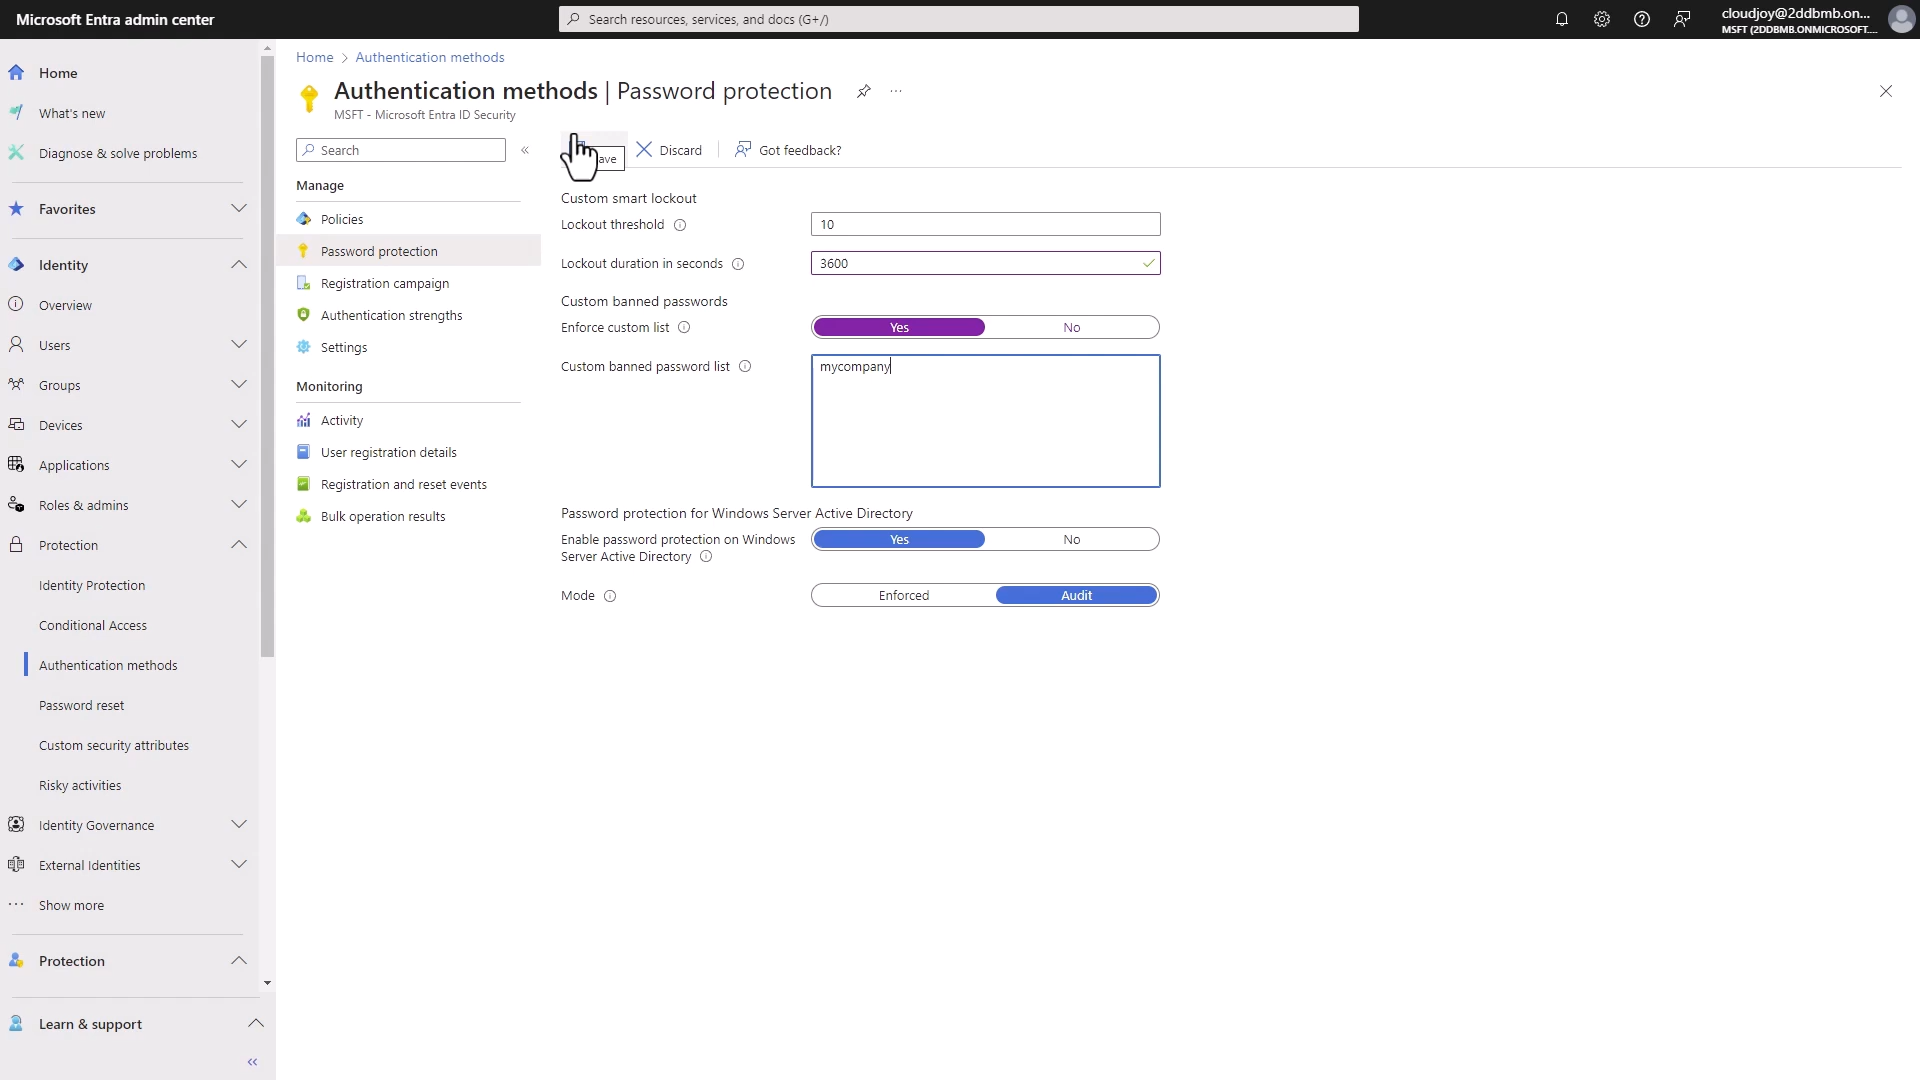 Microsoft Entra admin center
Search resources, services, and docs (G+/)
cloudjoy@2ddbmb.on...
MSFT (2DDBMB.ONMICROSOFT....
Home
What's new
Diagnose & solve problems
Favorites
Identity
Overview
Users
Groups
Devices
Applications
Roles & admins
Protection
Identity Protection
Conditional Access
Authentication methods
Password reset
Custom security attributes
Risky activities
Identity Governance
External Identities
Show more
Protection
Learn & support
Home > Authentication methods
Authentication methods | Password protection
MSFT - Microsoft Entra ID Security
Search
Manage
Policies
Password protection
Registration campaign
Authentication strengths
Settings
Monitoring
Activity
User registration details
Registration and reset events
Bulk operation results
Discard
Got feedback?
Custom smart lockout
Lockout threshold
10
Lockout duration in seconds
3600
Custom banned passwords
Enforce custom list
Yes No
Custom banned password list
mycompany
Password protection for Windows Server Active Directory
Enable password protection on Windows
Server Active Directory
Yes No
Mode
Enforced Audit